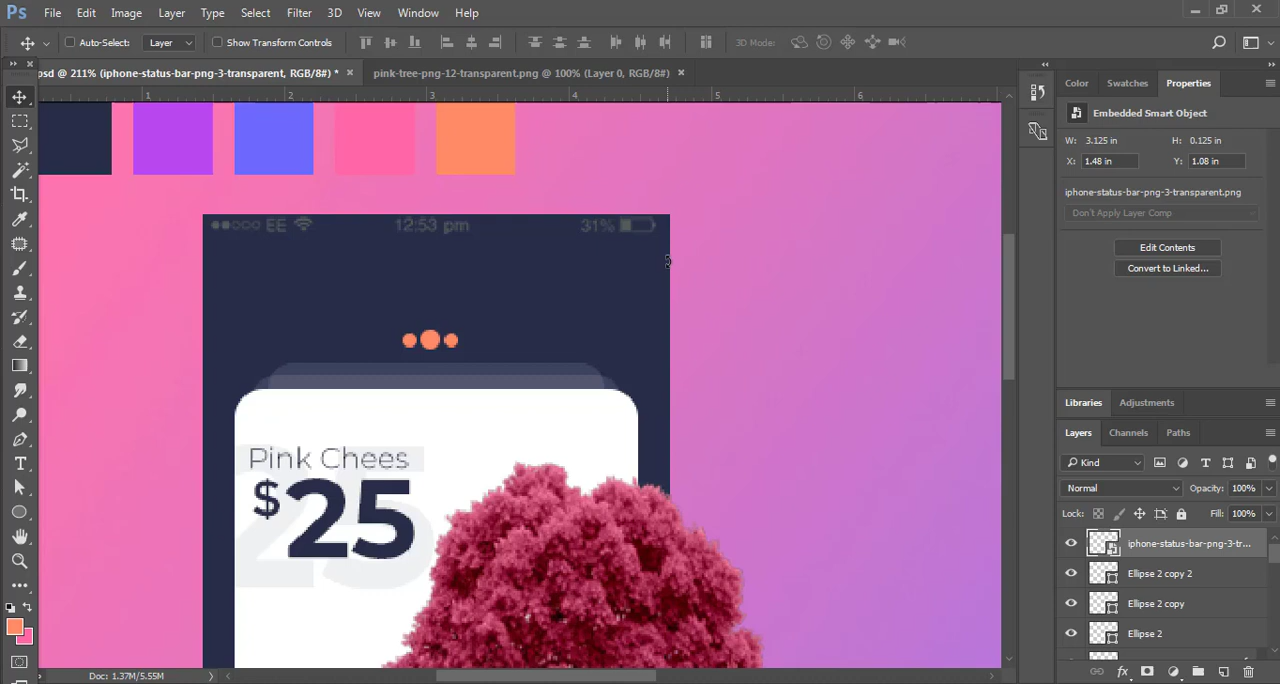 Ps File Edit Image Layer Type Select Filter 3D View Window Help
Auto-Select: Layer Show Transform Controls 3D Mode:
psd @ 211% (iphone-status-bar-png-3-transparent, RGB/8#) * × pink-tree-png-12-transparent.png @ 100% (Layer 0, RGB/8#) ×
1 2 3 4 5 6
Color Swatches Properties
Embedded Smart Object
W: 3.125 in H: 0.125 in
X: 1.48 in Y: 1.08 in
iphone-status-bar-png-3-transparent.png
Don't Apply Layer Comp
Edit Contents
Convert to Linked...
EE 12:53 pm 31%
Pink Chees
$25
25
Libraries Adjustments
Layers Channels Paths
Kind
Normal Opacity: 100%
Lock: Fill: 100%
iphone-status-bar-png-3-tr...
Ellipse 2 copy 2
Ellipse 2 copy
Ellipse 2
Doc: 1.37M/5.55M